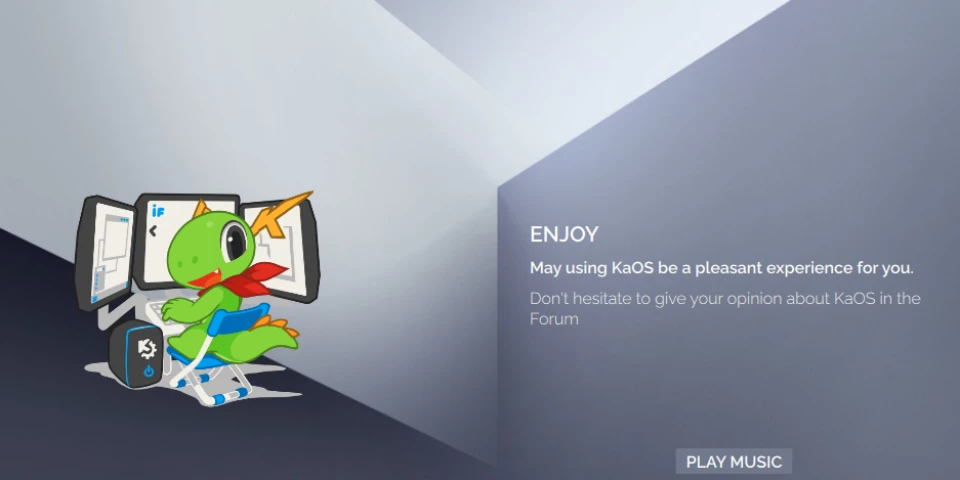 iF
ENJOY
May using KaOS be a pleasant experience for you.
Don't hesitate to give your opinion about KaOS in the
Forum
PLAY MUSIC